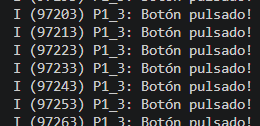 I (97203) P1_3: Botón pulsado!
I (97213) P1_3: Botón pulsado!
I (97223) P1_3: Botón pulsado!
I (97233) P1_3: Botón pulsado!
I (97243) P1_3: Botón pulsado!
I (97253) P1_3: Botón pulsado!
I (97263) P1_3: Botón pulsado!